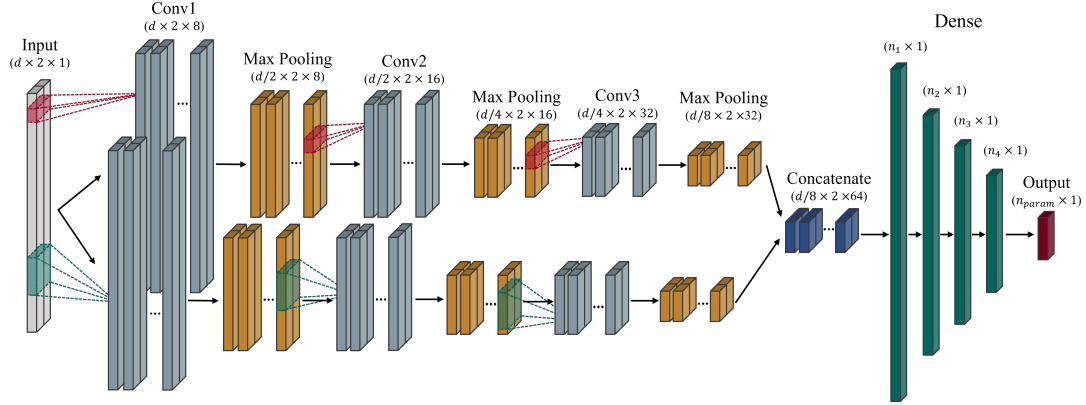 Input
(d × 2 × 1)
Conv1
(d × 2 × 8)
...
...
Max Pooling
(d/2 × 2 × 8)
...
...
Conv2
(d/2 × 2 × 16)
...
...
Max Pooling
(d/4 × 2 × 16)
...
...
Conv3
(d/4 × 2 × 32)
...
...
Max Pooling
(d/8 × 2 ×32)
...
...
Concatenate
(d/8 × 2 ×64)
...
Dense
(n₁ × 1)
(n₂ × 1)
(n₃ × 1)
(n₄ × 1)
Output
(nₚₐᵣₐₘ × 1)